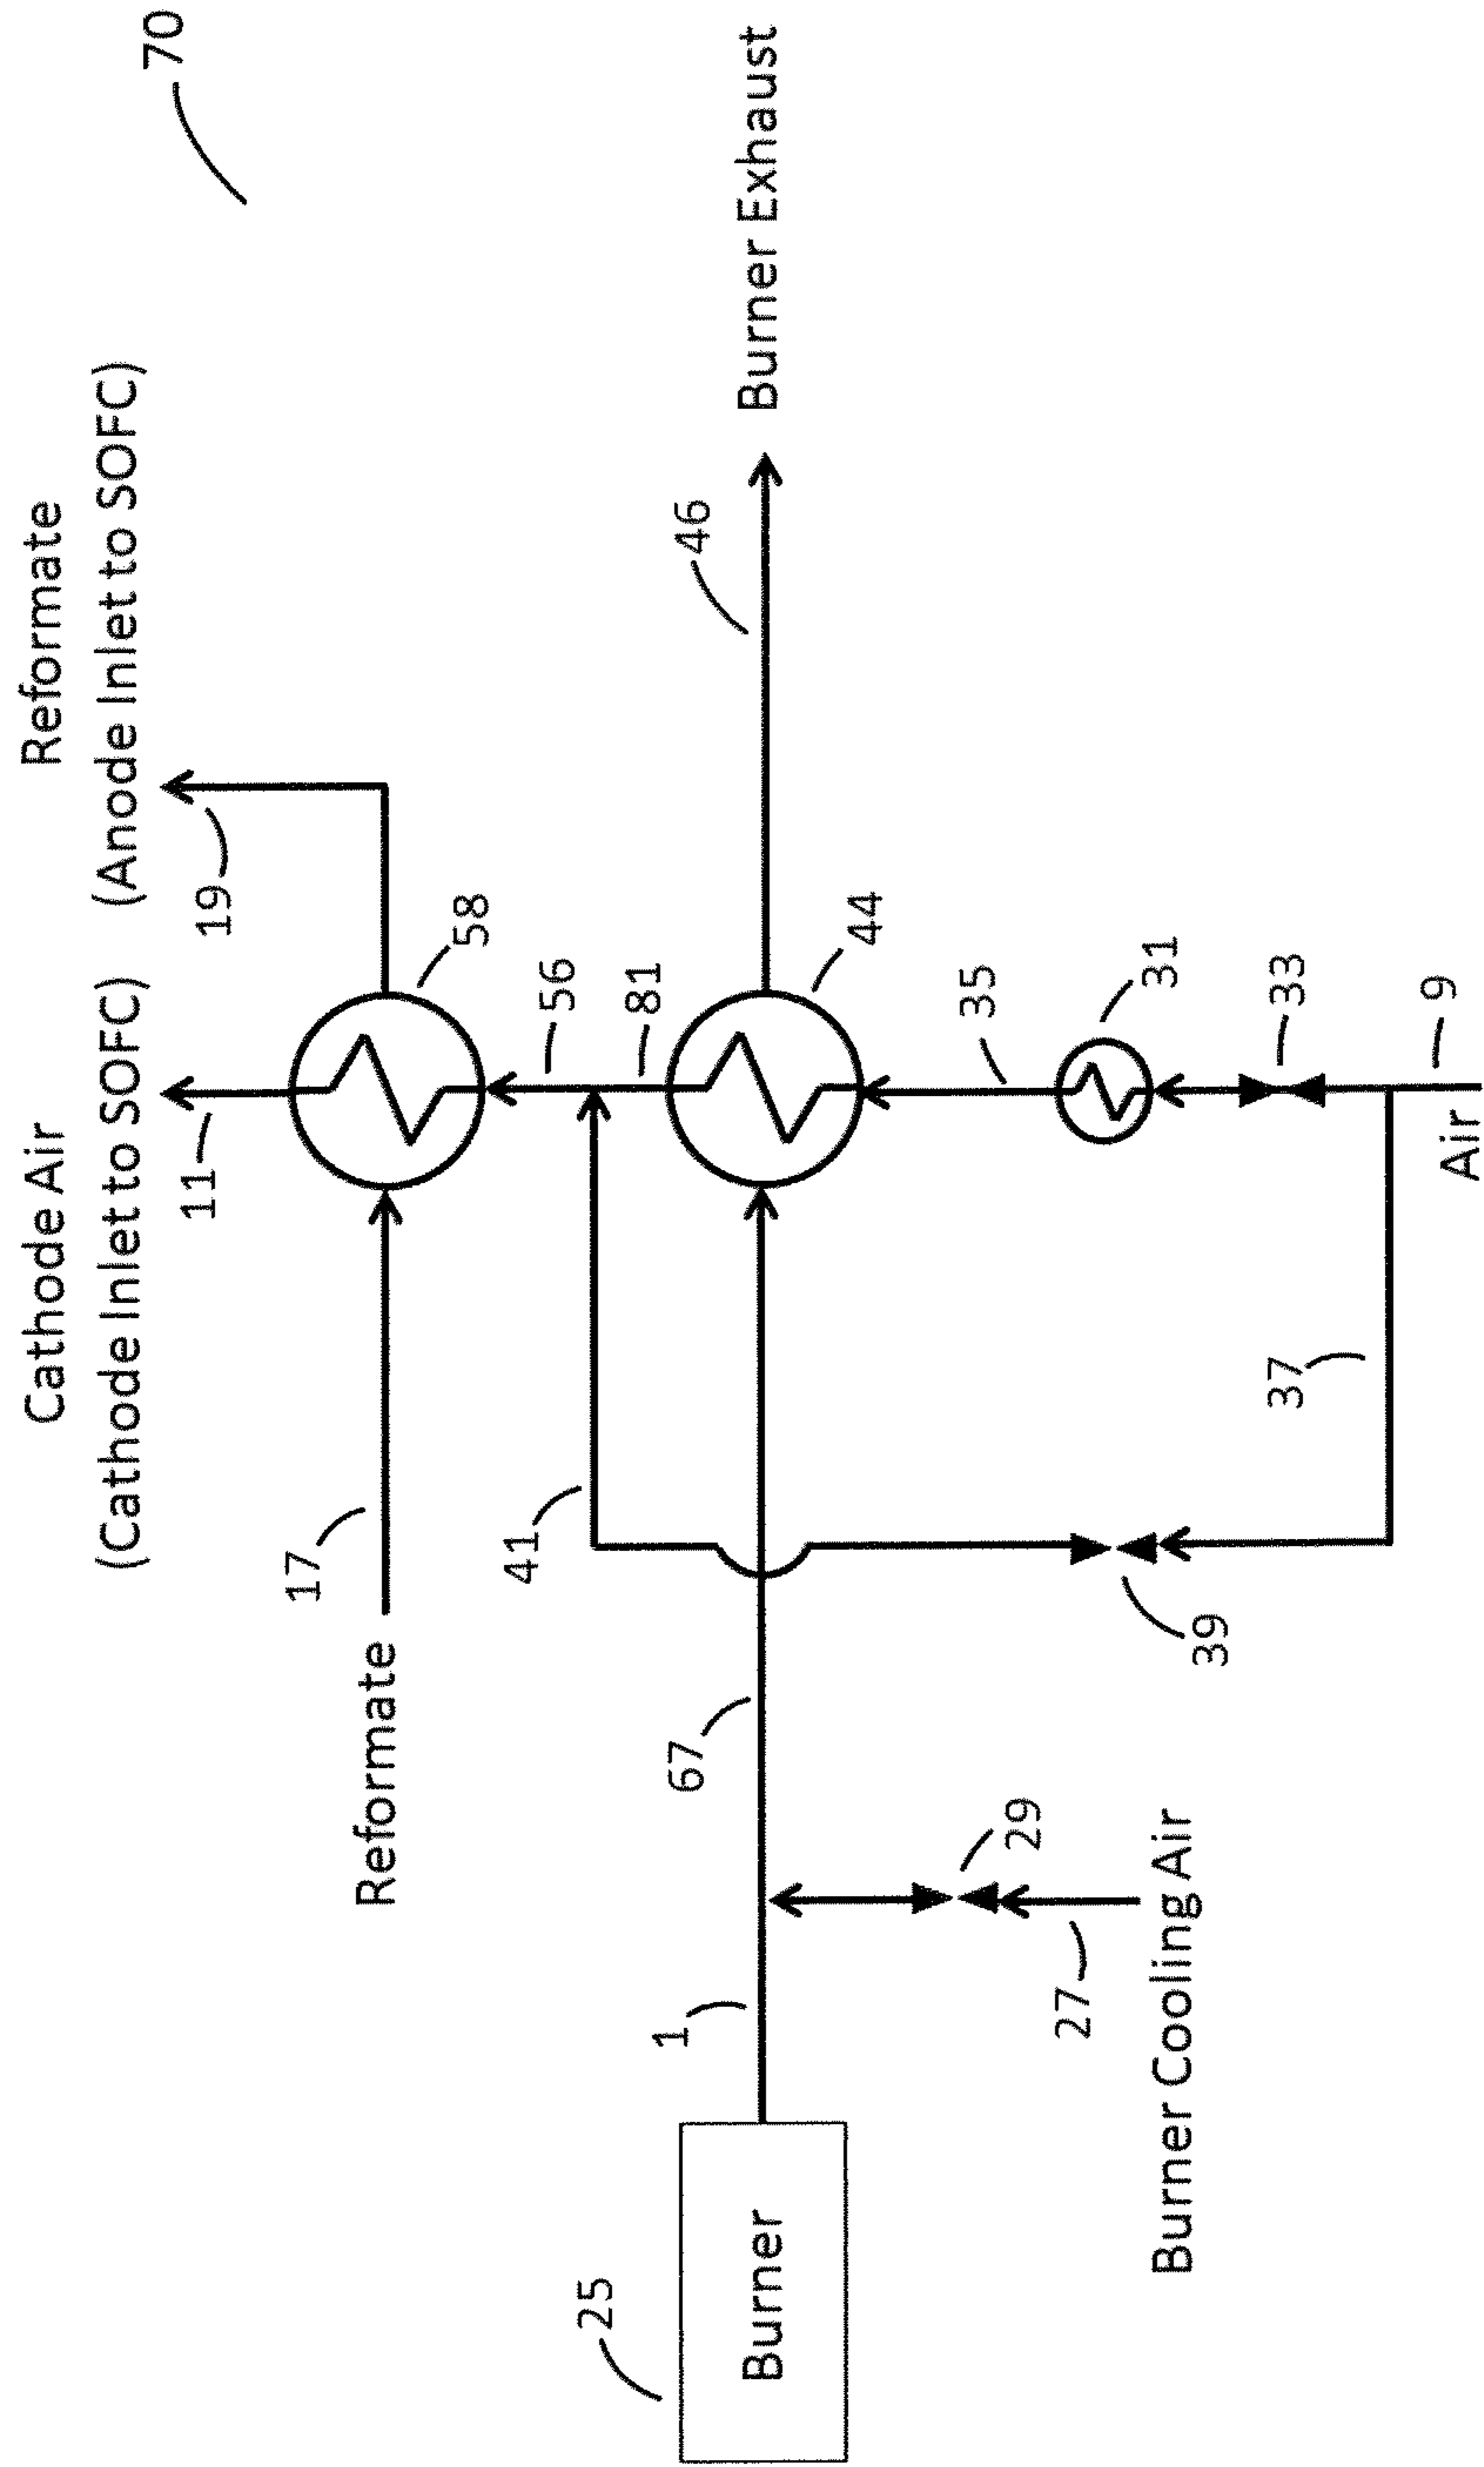 70
Cathode Air
(Cathode Inlet to SOFC)
Reformate
(Anode Inlet to SOFC)
11
19
17
Reformate
58
41
56
81
25
Burner
1
67
44
46
Burner Exhaust
35
27
29
Burner Cooling Air
39
31
37
33
9
Air